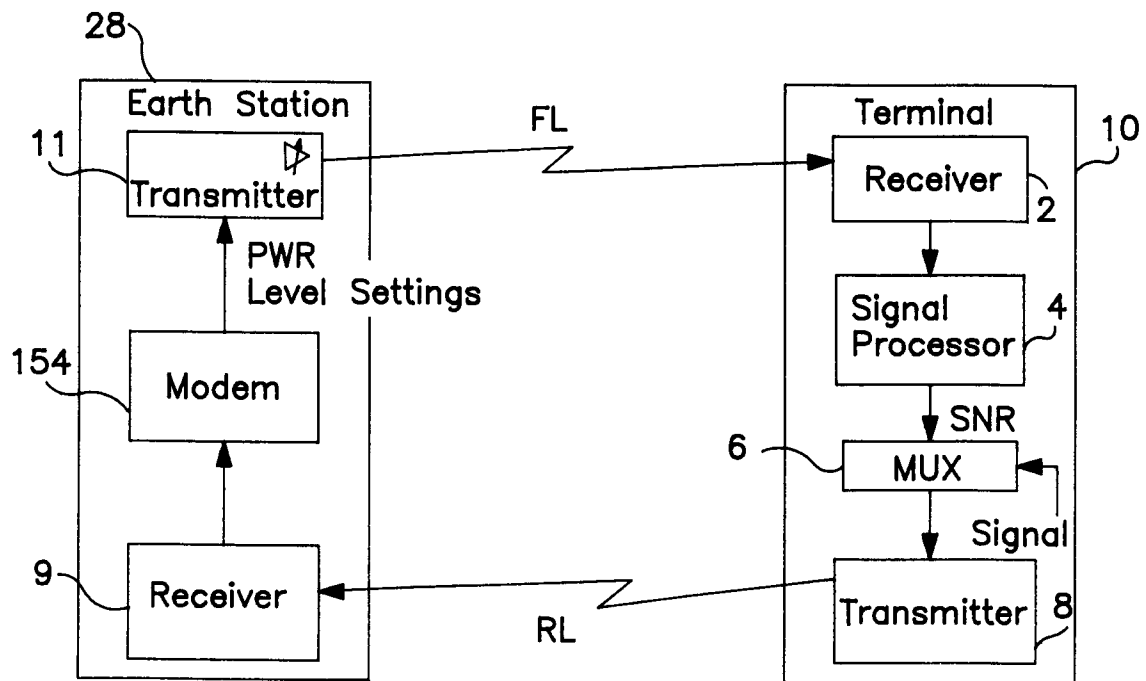 28
Earth Station
11
Transmitter
PWR
Level Settings
154
Modem
9
Receiver
FL
RL
Terminal
10
Receiver
2
Signal
Processor
4
SNR
6
MUX
Signal
Transmitter
8